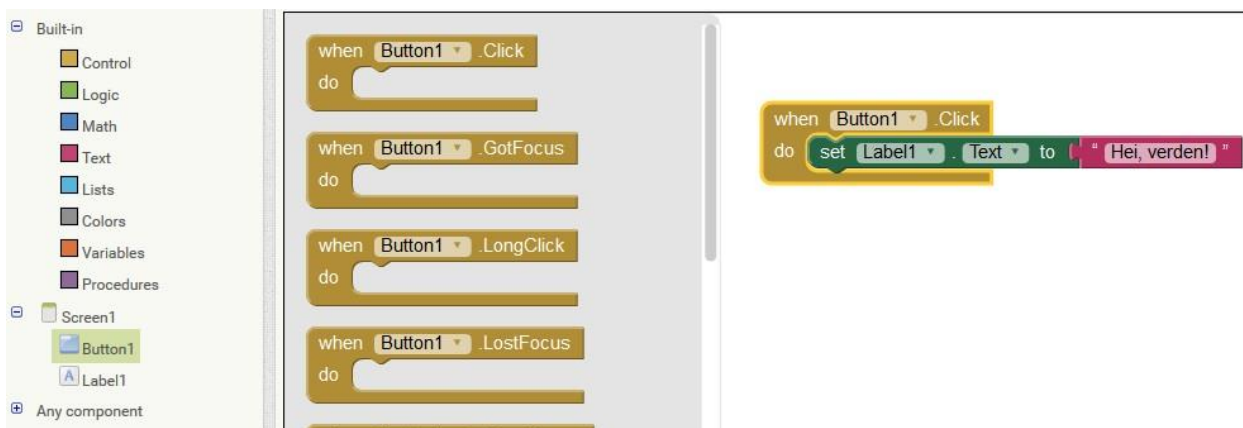 Built-in
Control
Logic
Math
Text
Lists
Colors
Variables
Procedures
Screen1
Button1
Label1
Any component
when Button1 .Click
do
when Button1 .GotFocus
do
when Button1 .LongClick
do
when Button1 .LostFocus
do
when Button1 .Click
do set Label1 . Text to " Hei, verden! "